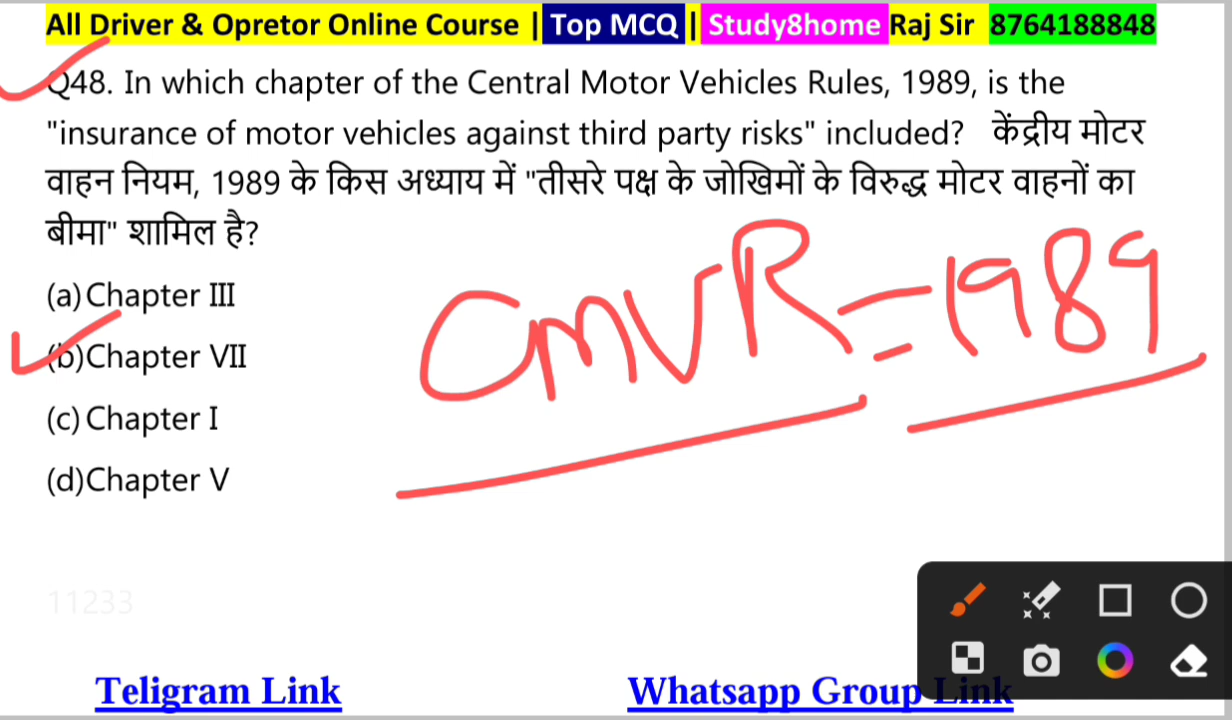 All Driver & Opretor Online Course | Top MCQ | Study8home Raj Sir 8764188848
Q48. In which chapter of the Central Motor Vehicles Rules, 1989, is the
"insurance of motor vehicles against third party risks" included? केंद्रीय मोटर
वाहन नियम, 1989 के किस अध्याय में "तीसरे पक्ष के जोखिमों के विरुद्ध मोटर वाहनों का
बीमा" शामिल है?
(a) Chapter III
(b) Chapter VII
(c) Chapter I
(d) Chapter V
CMVR = 1989
11233
Teligram Link
Whatsapp Group Link